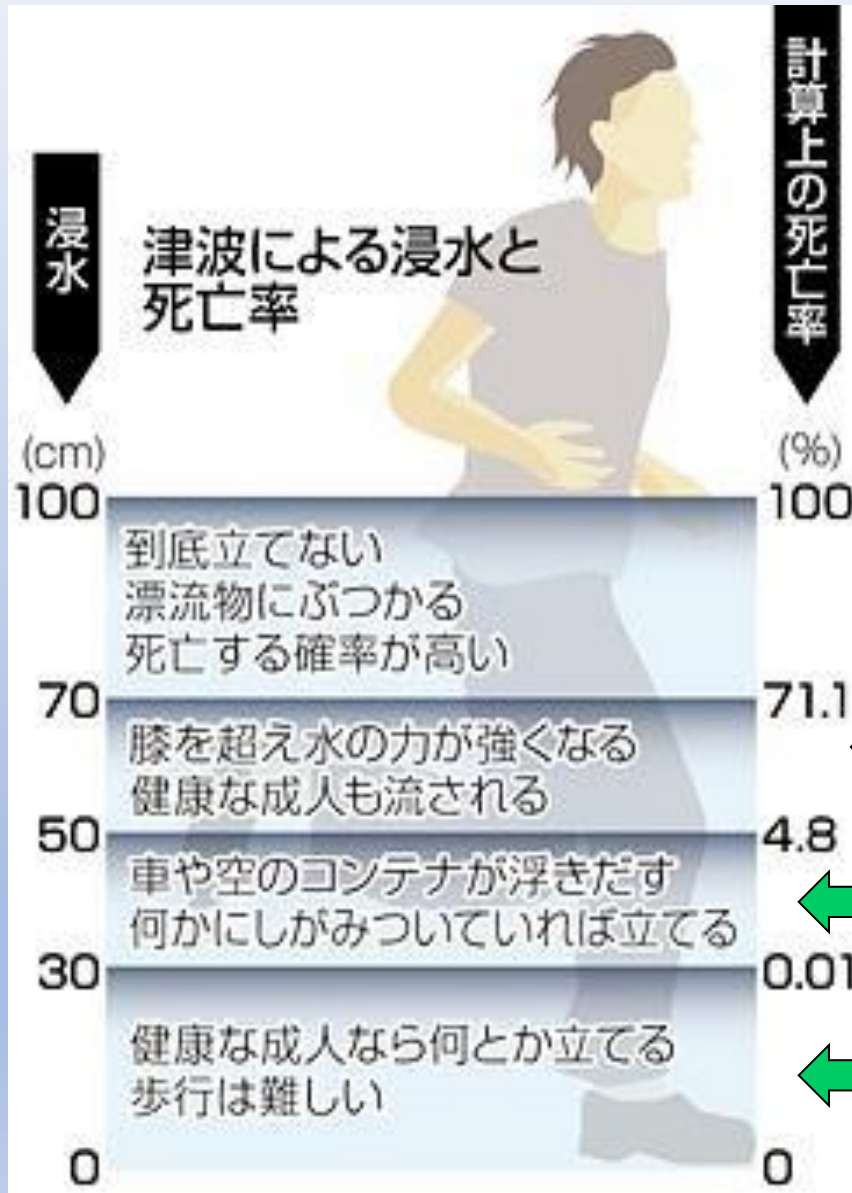 計算上の死亡率
浸水
津波による浸水と
死亡率
(cm)
(%)
100
100
到底立てない
漂流物にぶつかる
死亡する確率が高い
70
71.1
膝を超え水の力が強くなる
健康な成人も流される
50
4.8
車や空のコンテナが浮きだす
何かにしがみついていれば立てる
30
0.01
健康な成人なら何とか立てる
歩行は難しい
0
0